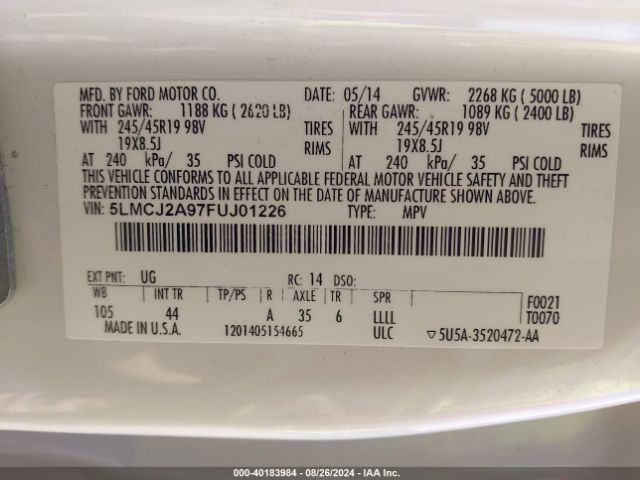 MFD. BY FORD MOTOR CO. DATE: 05/14 GVWR: 2268 KG ( 5000 LB)
FRONT GAWR: 1188 KG ( 2620 LB) REAR GAWR: 1089 KG ( 2400 LB)
WITH 245/45R19 98V TIRES WITH 245/45R19 98V TIRES
19X8.5J RIMS 19X8.5J RIMS
AT 240 kPa/ 35 PSI COLD AT 240 kPa/ 35 PSI COLD
THIS VEHICLE CONFORMS TO ALL APPLICABLE FEDERAL MOTOR VEHICLE SAFETY AND THEFT
PREVENTION STANDARDS IN EFFECT ON THE DATE OF MANUFACTURE SHOWN ABOVE.
VIN: 5LMCJ2A97FUJ01226 TYPE: MPV
EXT PNT: UG RC: 14 DSO:
WB INT TR TP/PS R AXLE TR SPR F0021
105 44 A 35 6 LLLL T0070
MADE IN U.S.A. 1201405154665 ULC ▽5U5A-3520472-AA
000-40183984 - 08/26/2024 - IAA Inc.